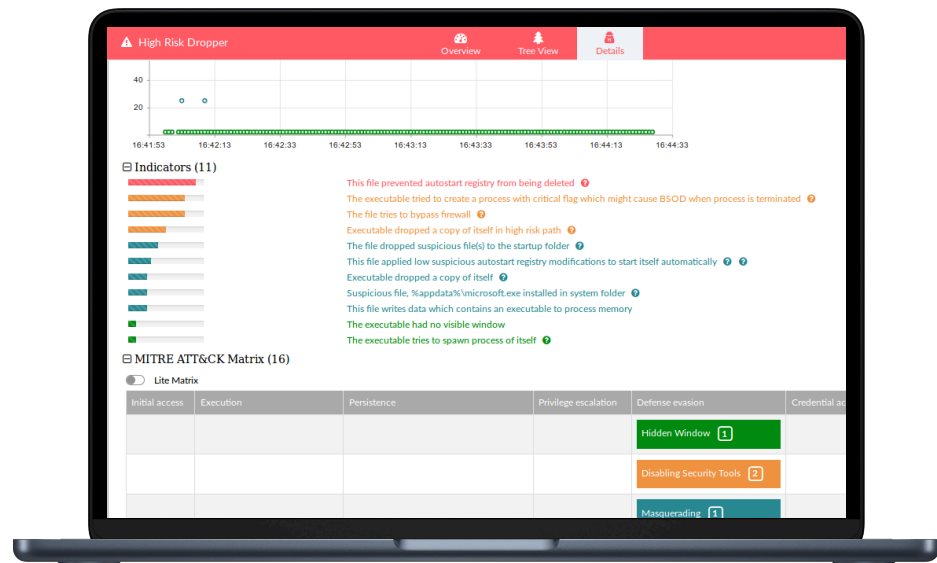 High Risk Dropper
Overview
Tree View
Details
40
20
16:41:53 16:42:13 16:42:33 16:42:53 16:43:13 16:43:33 16:43:53 16:44:13 16:44:33
Indicators (11)
This file prevented autostart registry from being deleted ?
The executable tried to create a process with critical flag which might cause BSOD when process is terminated ?
The file tries to bypass firewall ?
Executable dropped a copy of itself in high risk path ?
The file dropped suspicious file(s) to the startup folder ?
This file applied low suspicious autostart registry modifications to start itself automatically ? ?
Executable dropped a copy of itself ?
Suspicious file, %appdata%\microsoft.exe installed in system folder ?
This file writes data which contains an executable to process memory
The executable had no visible window
The executable tries to spawn process of itself ?
MITRE ATT&CK Matrix (16)
Lite Matrix
Initial access Execution Persistence Privilege escalation Defense evasion Credential ac
Hidden Window 1
Disabling Security Tools 2
Masquerading 1